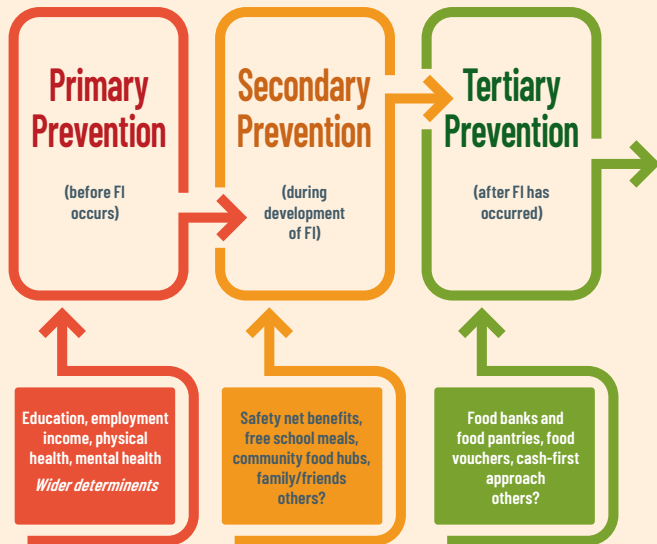 Primary
Prevention
(before FI
occurs)
Secondary
Prevention
(during
development
of FI)
Tertiary
Prevention
(after FI has
occurred)
Education, employment
income, physical
health, mental health
Wider determinents
Safety net benefits,
free school meals,
community food hubs,
family/friends
others?
Food banks and
food pantries, food
vouchers, cash-first
approach
others?